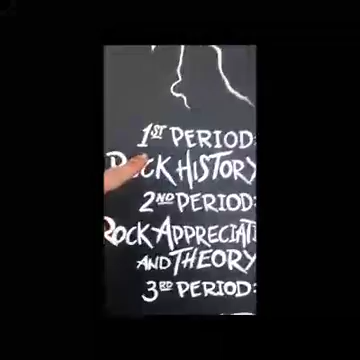 1ST PERIOD:
ROCK HISTORY
2ND PERIOD:
ROCK APPRECIATI
AND THEORY
3RD PERIOD: